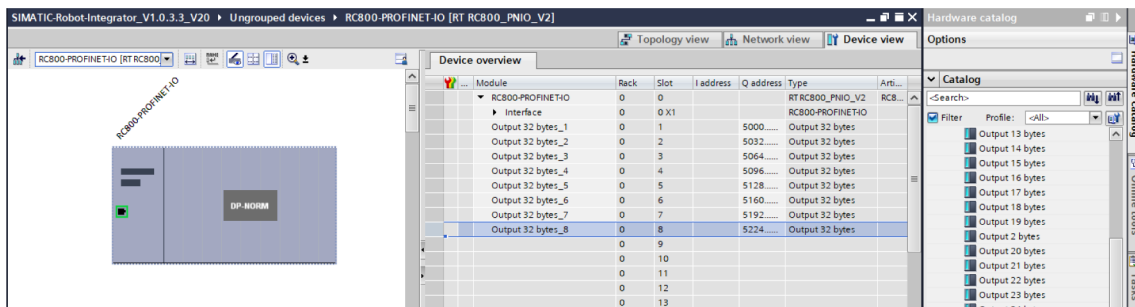 SIMATIC-Robot-Integrator_V1.0.3.3_V20 ▸ Ungrouped devices ▸ RC800-PROFINET-IO [RT RC800_PNIO_V2]
Hardware catalog
Topology view Network view Device view
Options
RC800-PROFINET-IO [RT RC800
Device overview
RC800-PROFINET-IO
DP-NORM
... Module Rack Slot I address Q address Type Arti...
RC800-PROFINET-IO 0 0 RT RC800_PNIO_V2 RC8...
Interface 0 0 X1 RC800-PROFINET-IO
Output 32 bytes_1 0 1 5000...... Output 32 bytes
Output 32 bytes_2 0 2 5032...... Output 32 bytes
Output 32 bytes_3 0 3 5064...... Output 32 bytes
Output 32 bytes_4 0 4 5096...... Output 32 bytes
Output 32 bytes_5 0 5 5128...... Output 32 bytes
Output 32 bytes_6 0 6 5160...... Output 32 bytes
Output 32 bytes_7 0 7 5192...... Output 32 bytes
Output 32 bytes_8 0 8 5224...... Output 32 bytes
0 9
0 10
0 11
0 12
0 13
Catalog
<Search>
Filter Profile: <All>
Output 13 bytes
Output 14 bytes
Output 15 bytes
Output 16 bytes
Output 17 bytes
Output 18 bytes
Output 19 bytes
Output 2 bytes
Output 20 bytes
Output 21 bytes
Output 22 bytes
Output 23 bytes
Hardware catalog
Online tools